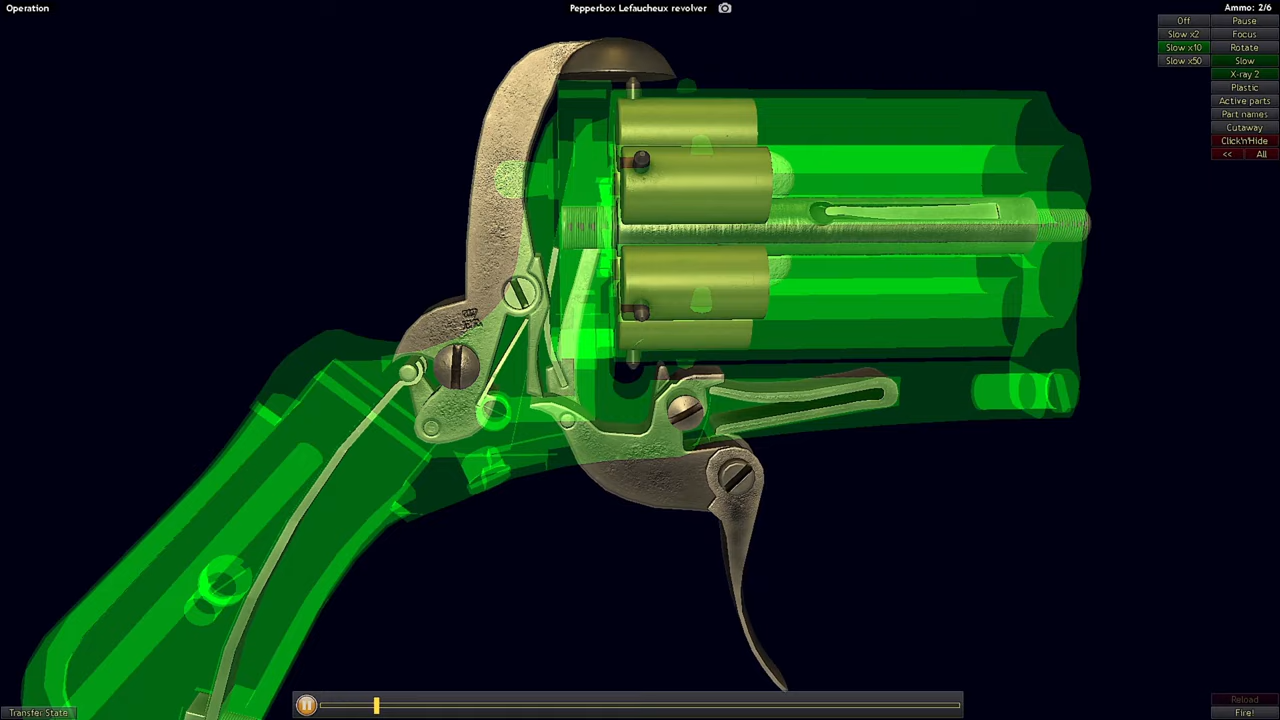 Operation
Pepperbox Lefaucheux revolver
Ammo: 2/6
Off
Pause
Slow x2
Focus
Slow x10
Rotate
Slow x50
Slow
X-ray 2
Plastic
Active parts
Part names
Cutaway
Click'n'Hide
<< All
Transfer State
Reload
Fire!